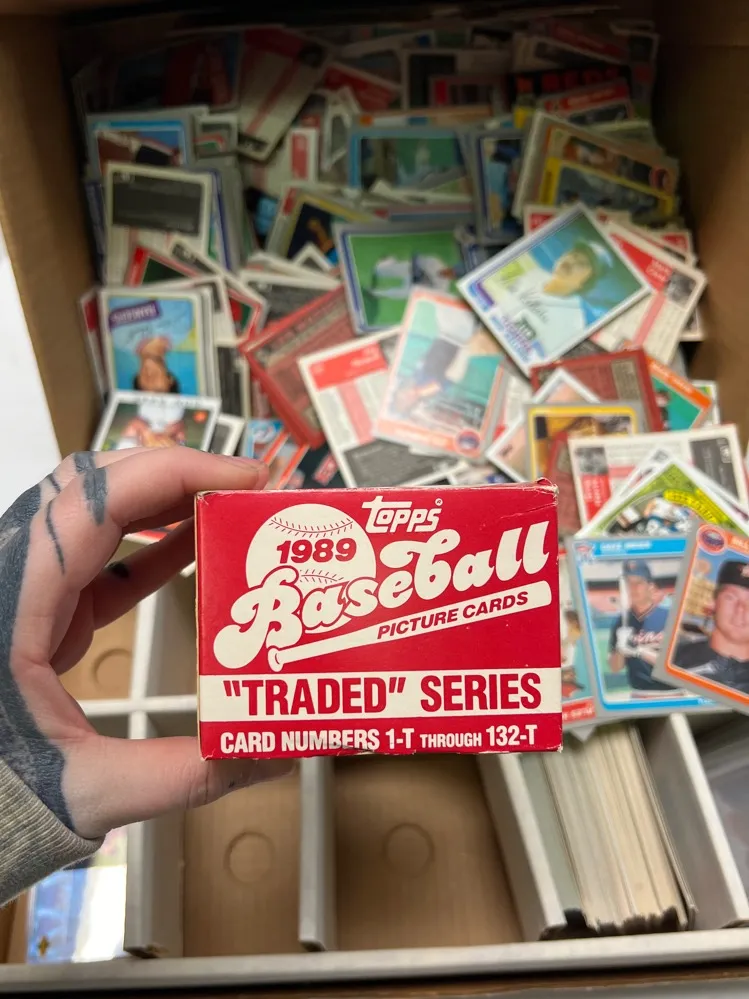 topps
1989
Baseball
PICTURE CARDS
"TRADED" SERIES
CARD NUMBERS 1-T THROUGH 132-T